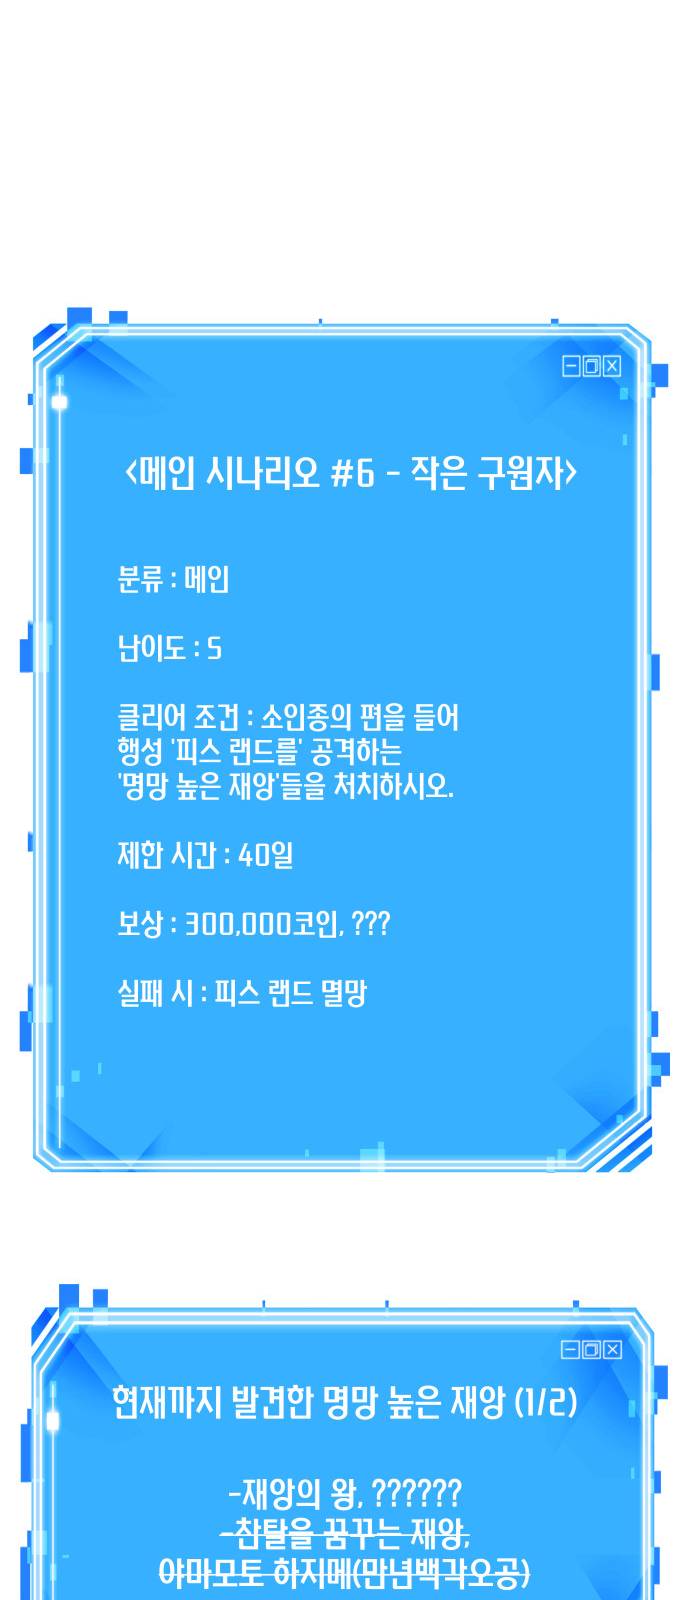 <메인 시나리오 #6 - 작은 구원자>
분류 : 메인
난이도 : S
클리어 조건 : 소인종의 편을 들어
행성 '피스 랜드를' 공격하는
'명망 높은 재앙'들을 처치하시오.
제한 시간 : 40일
보상 : 300,000코인, ???
실패 시 : 피스 랜드 멸망
현재까지 발견한 명망 높은 재앙 (1/2)
-재앙의 왕, ??????
-찬탈을 꿈꾸는 재앙,
야마모토 하지메(만년백각오공)